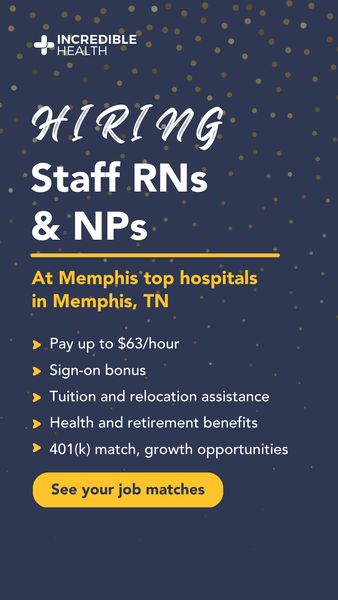 INCREDIBLE
HEALTH
HIRING
Staff RNs
& NPs
At Memphis top hospitals
in Memphis, TN
Pay up to $63/hour
Sign-on bonus
Tuition and relocation assistance
Health and retirement benefits
401(k) match, growth opportunities
See your job matches